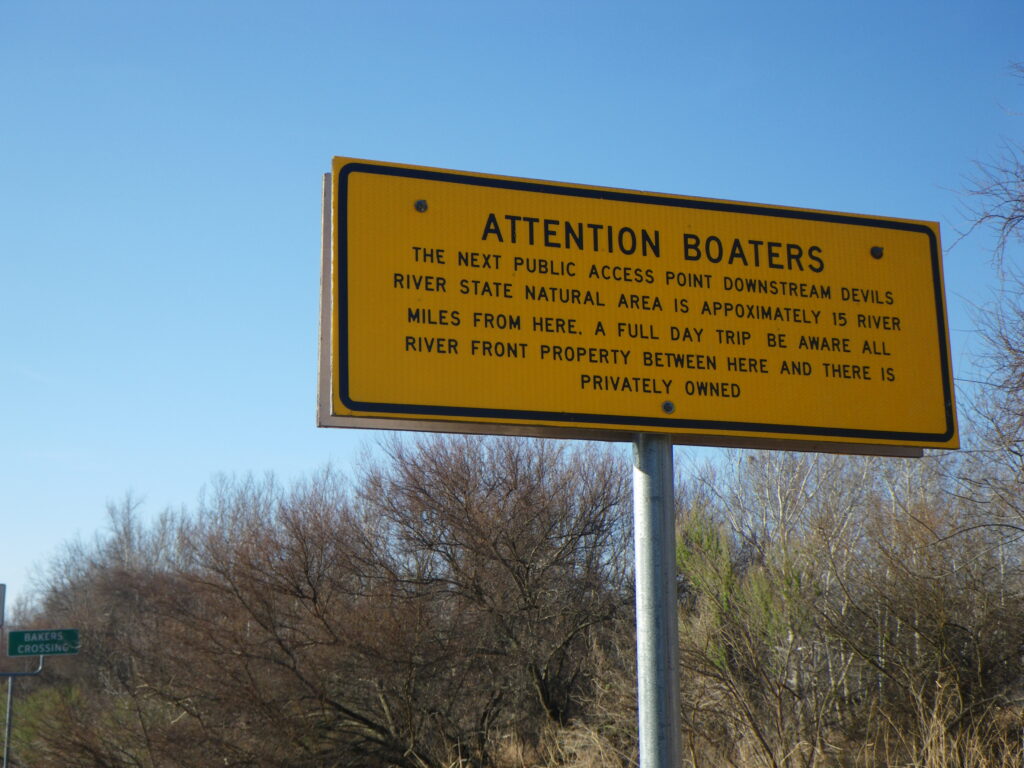 ATTENTION BOATERS
THE NEXT PUBLIC ACCESS POINT DOWNSTREAM DEVILS
RIVER STATE NATURAL AREA IS APPOXIMATELY 15 RIVER
MILES FROM HERE. A FULL DAY TRIP BE AWARE ALL
RIVER FRONT PROPERTY BETWEEN HERE AND THERE IS
PRIVATELY OWNED
BAKERS
CROSSING